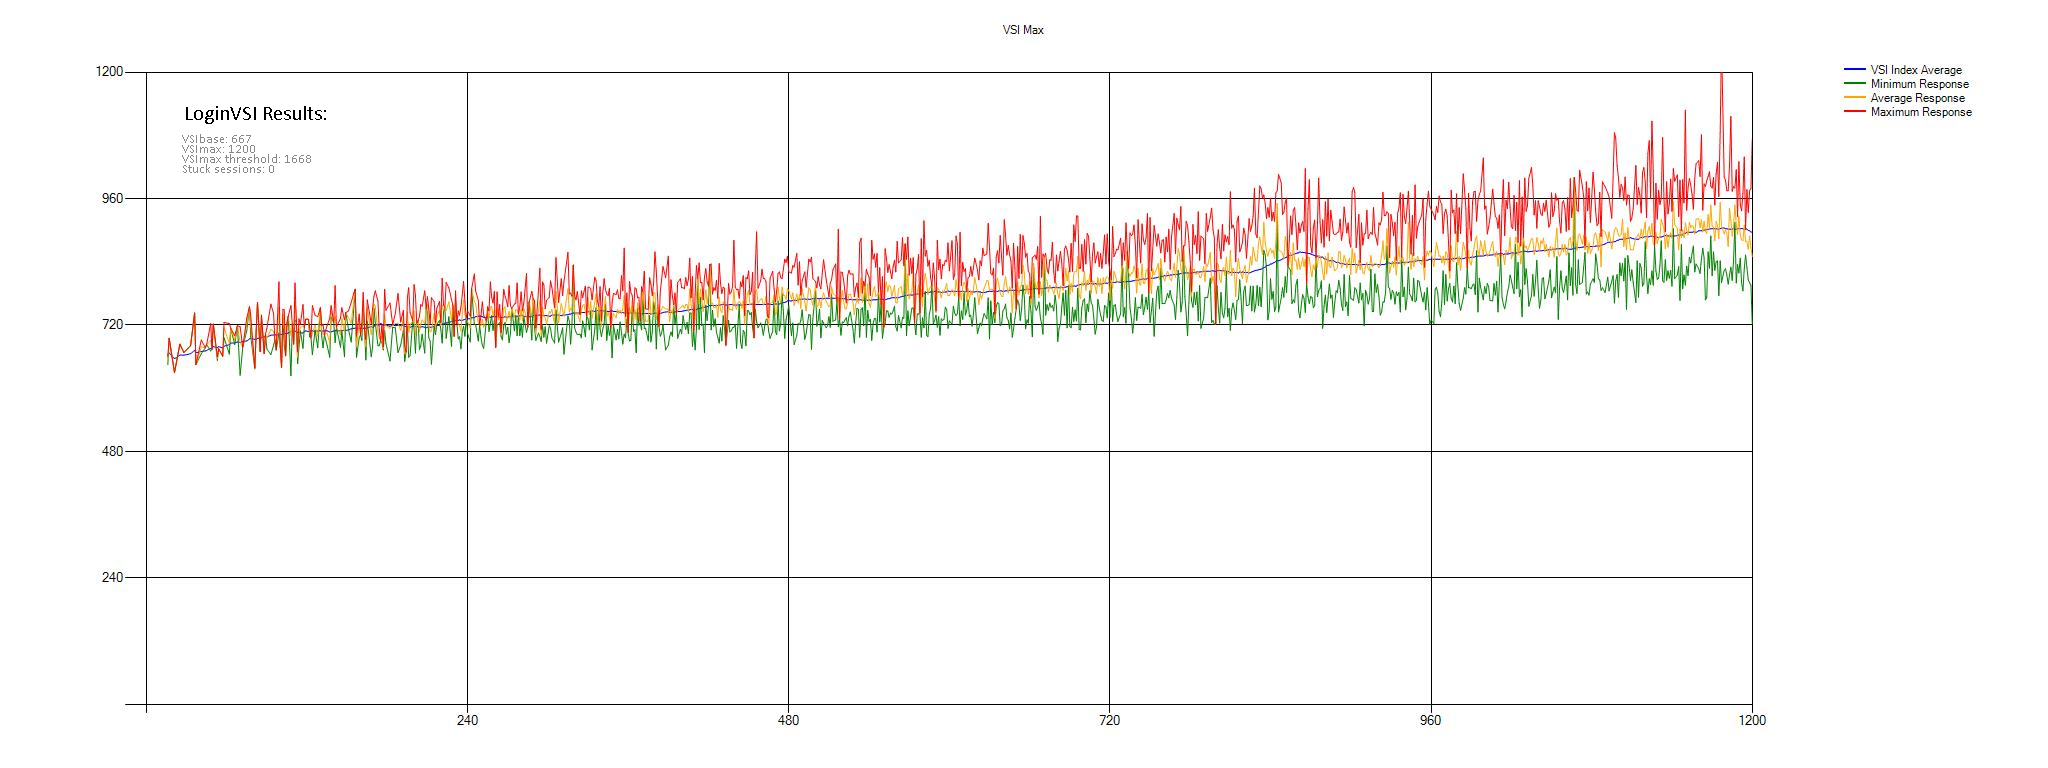 VSI Max
1200
960
720
480
240
LoginVSI Results:
VSIbase: 667
VSImax: 1200
VSImax threshold: 1668
Stuck sessions: 0
VSI Index Average
Minimum Response
Average Response
Maximum Response
240 480 720 960 1200